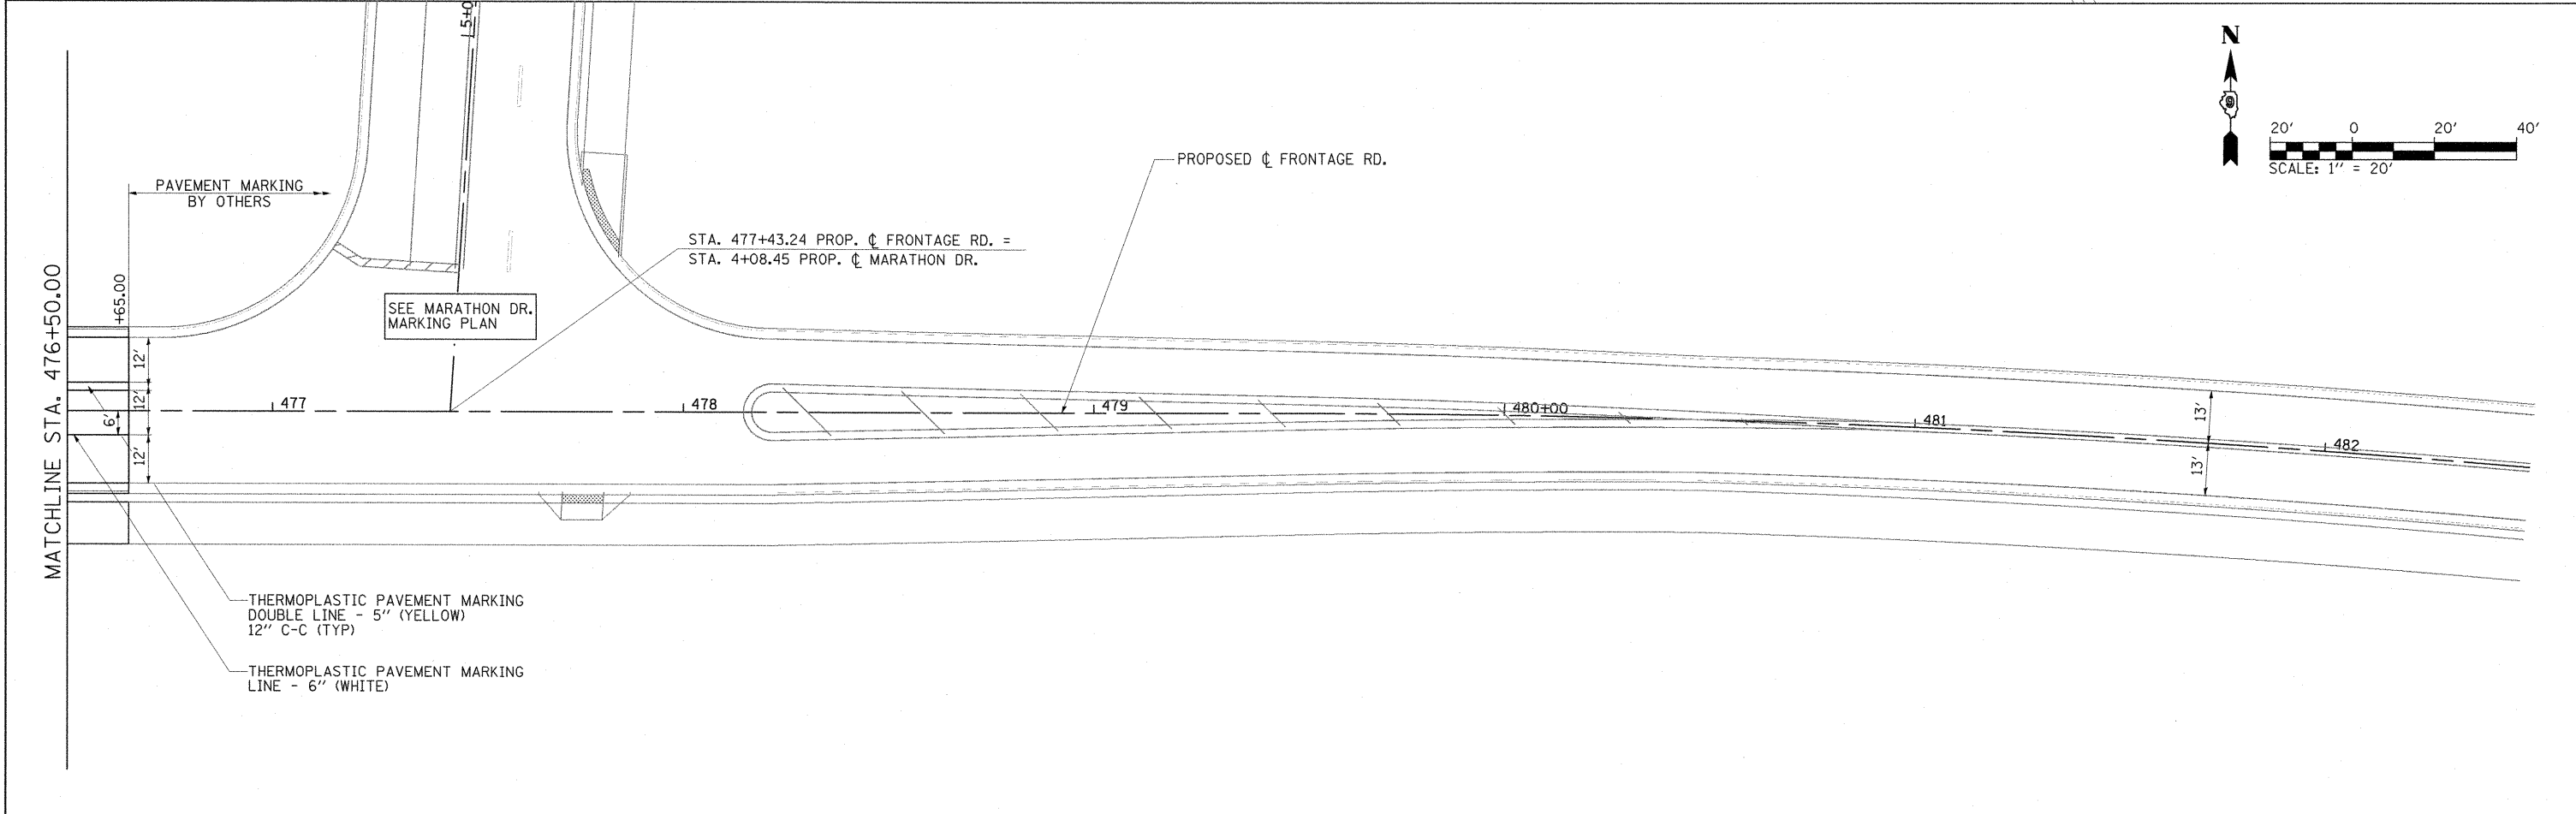 5+0
N
20' 0 20' 40'
SCALE: 1" = 20'
PAVEMENT MARKING
BY OTHERS
PROPOSED ℄ FRONTAGE RD.
STA. 477+43.24 PROP. ℄ FRONTAGE RD. =
STA. 4+08.45 PROP. ℄ MARATHON DR.
MATCHLINE STA. 476+50.00
+65.00
SEE MARATHON DR.
MARKING PLAN
12'
12'
6'
12'
477
478
479
480+00
481
482
13'
13'
THERMOPLASTIC PAVEMENT MARKING
DOUBLE LINE - 5" (YELLOW)
12" C-C (TYP)
THERMOPLASTIC PAVEMENT MARKING
LINE - 6" (WHITE)